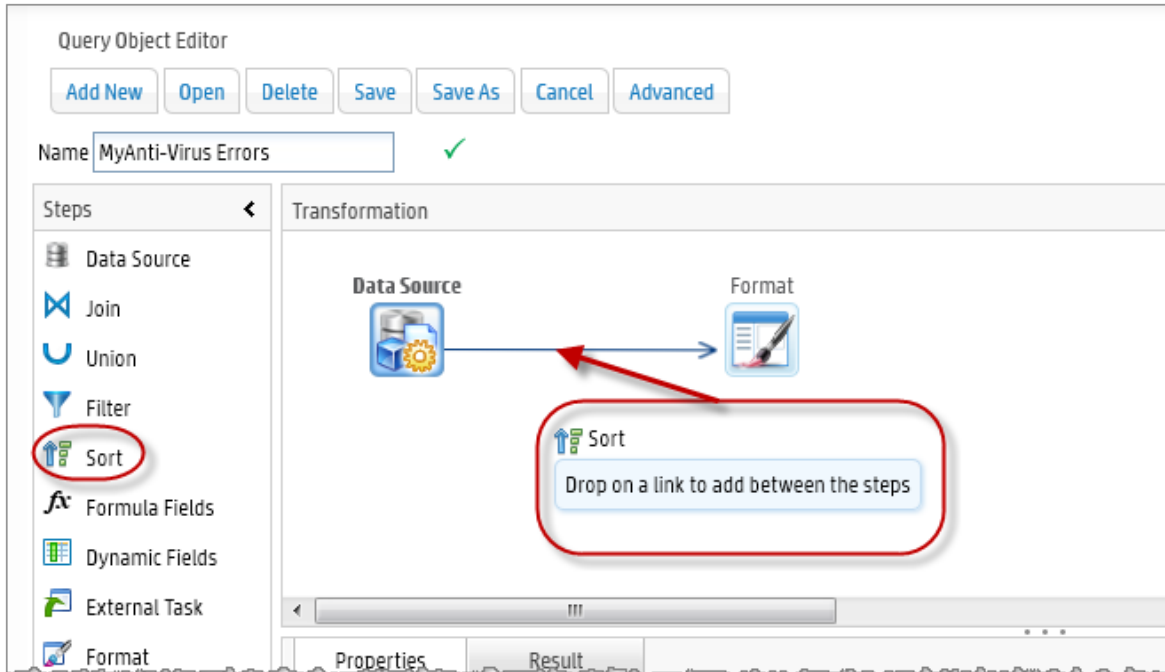 Query Object Editor
Add New Open Delete Save Save As Cancel Advanced
Name MyAnti-Virus Errors
Steps
Transformation
Data Source
Join
Union
Filter
Sort
Formula Fields
Dynamic Fields
External Task
Format
Data Source
Format
Sort
Drop on a link to add between the steps
Properties Result